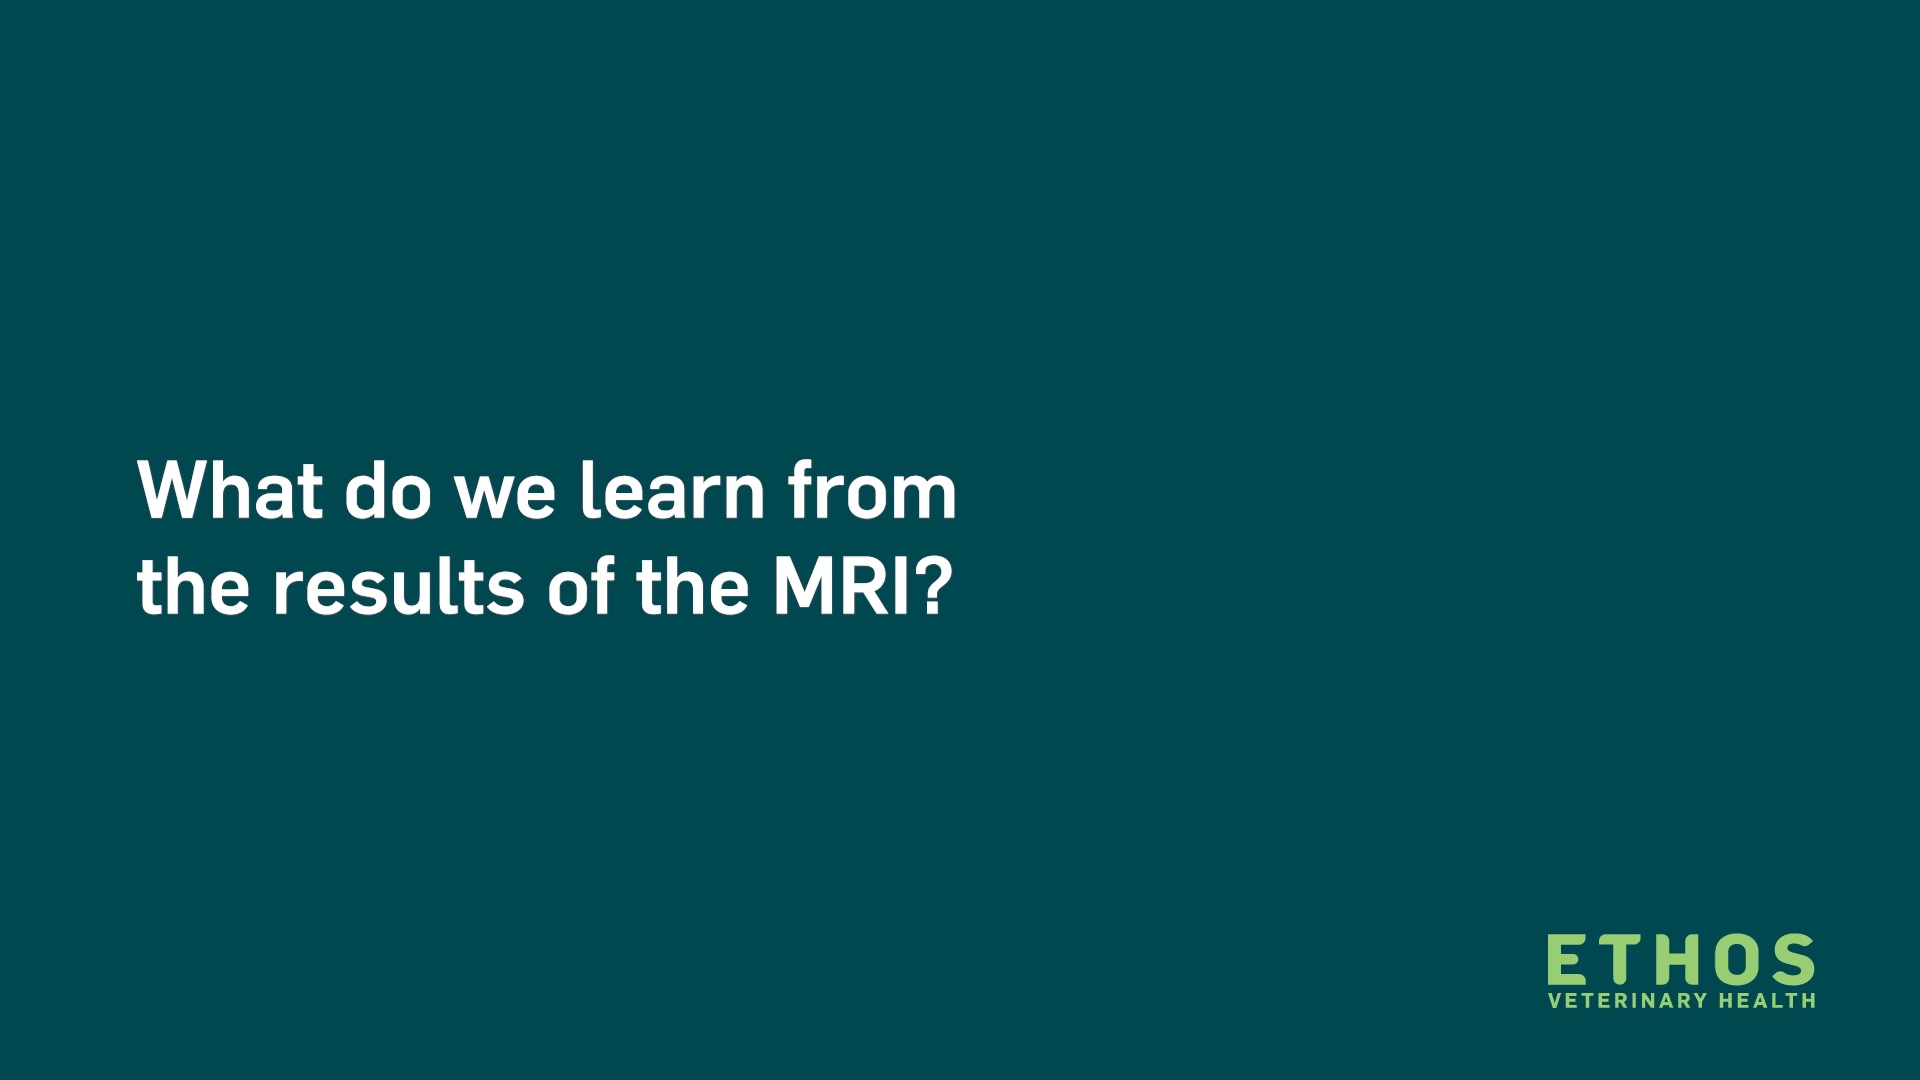 What do we learn from
the results of the MRI?
ETHOS
VETERINARY HEALTH